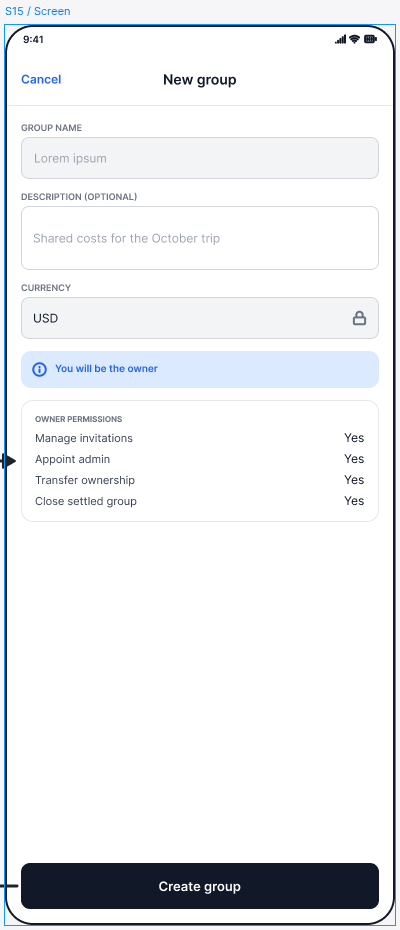 S15 / Screen
9:41
Cancel
New group
GROUP NAME
Lorem ipsum
DESCRIPTION (OPTIONAL)
Shared costs for the October trip
CURRENCY
USD
You will be the owner
OWNER PERMISSIONS
Manage invitations Yes
Appoint admin Yes
Transfer ownership Yes
Close settled group Yes
Create group